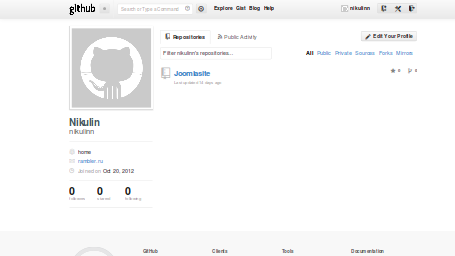 github
Search or Type a Command
Explore Gist Blog Help
nikulinn
Repositories
Public Activity
Edit Your Profile
Filter nikulinn's repositories...
All Public Private Sources Forks Mirrors
Joomlasite
Last updated 16 days ago
0 0
Nikulin
nikulinn
home
rambler.ru
Joined on Oct 20, 2012
0 0 0
followers starred following
GitHub Clients Tools Documentation